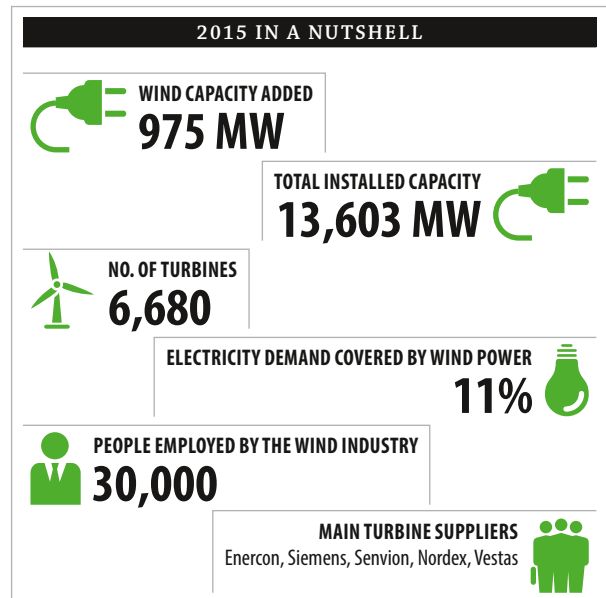 2015 IN A NUTSHELL
WIND CAPACITY ADDED
975 MW
TOTAL INSTALLED CAPACITY
13,603 MW
NO. OF TURBINES
6,680
ELECTRICITY DEMAND COVERED BY WIND POWER
11%
PEOPLE EMPLOYED BY THE WIND INDUSTRY
30,000
MAIN TURBINE SUPPLIERS
Enercon, Siemens, Senvion, Nordex, Vestas